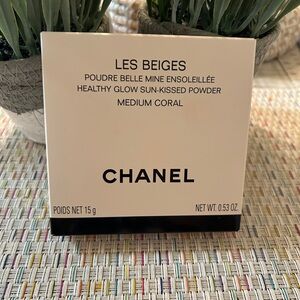 LES BEIGES
POUDRE BELLE MINE ENSOLEILLÉE
HEALTHY GLOW SUN-KISSED POWDER
MEDIUM CORAL
CHANEL
POIDS NET 15 g NET WT. 0.53 OZ.